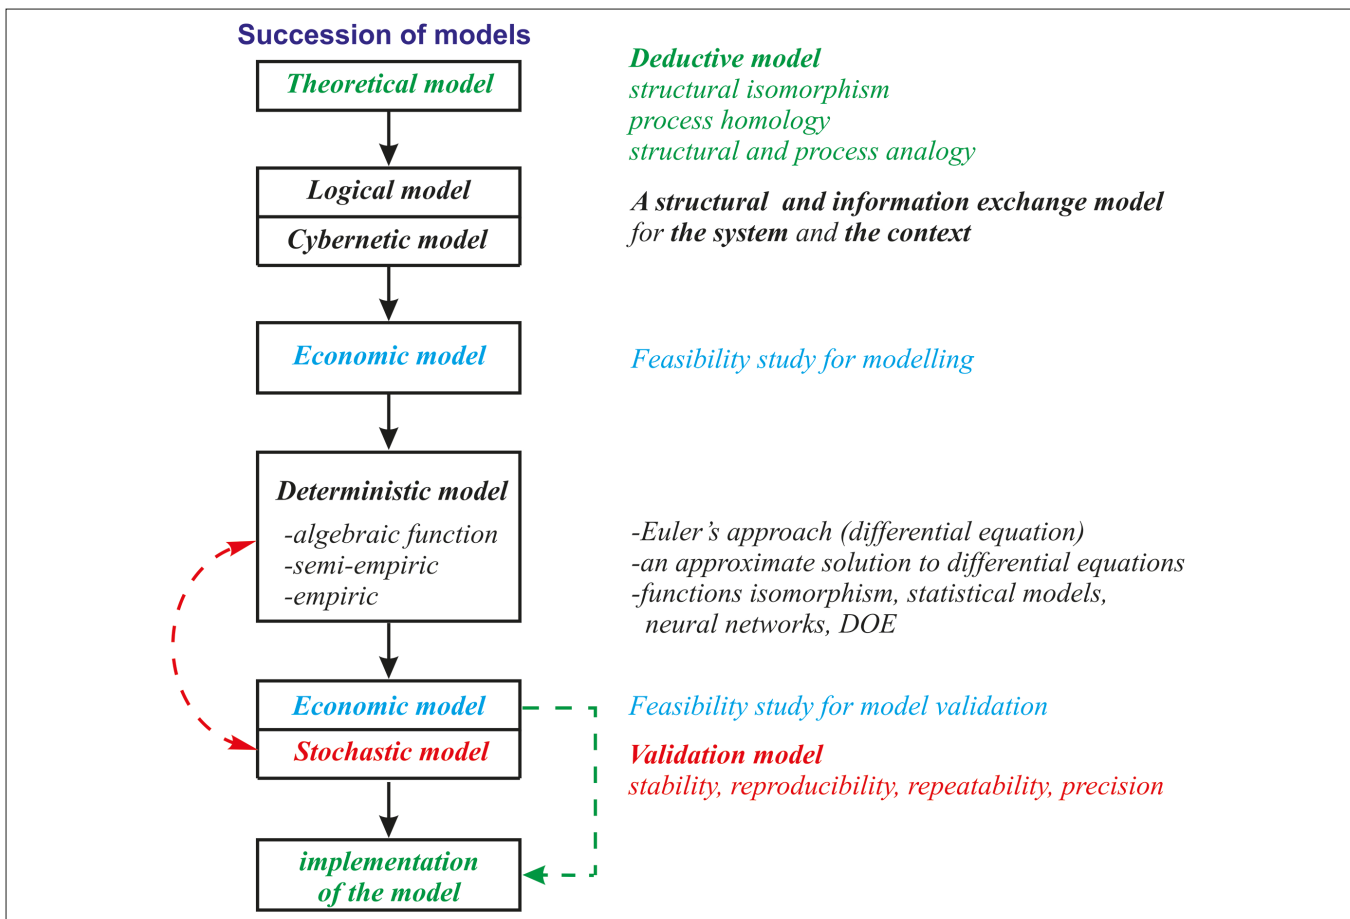 Succession of models
Theoretical model
Deductive model
structural isomorphism
process homology
structural and process analogy
Logical model
Cybernetic model
A structural and information exchange model
for the system and the context
Economic model
Feasibility study for modelling
Deterministic model
-algebraic function
-semi-empiric
-empiric
-Euler’s approach (differential equation)
-an approximate solution to differential equations
-functions isomorphism, statistical models,
neural networks, DOE
Economic model
Feasibility study for model validation
Stochastic model
Validation model
stability, reproducibility, repeatability, precision
implementation
of the model